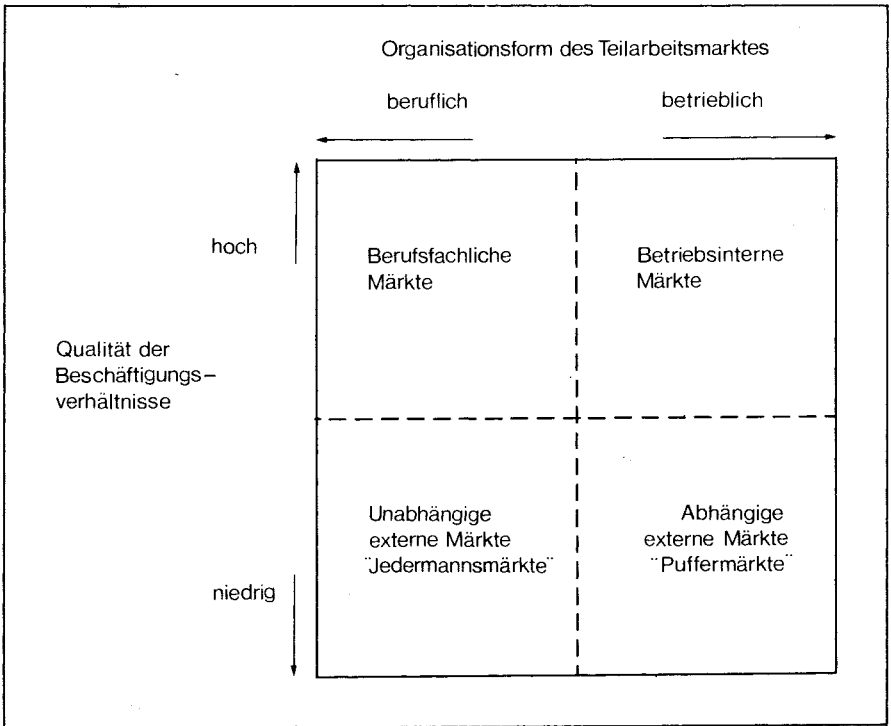 Organisationsform des Teilarbeitsmarktes
beruflich
betrieblich
hoch
Berufsfachliche
Märkte
Betriebsinterne
Märkte
Qualität der
Beschäftigungs–
verhältnisse
Unabhängige
externe Märkte
¨Jedermannsmärkte¨
Abhängige
externe Märkte
¨Puffermärkte¨
niedrig